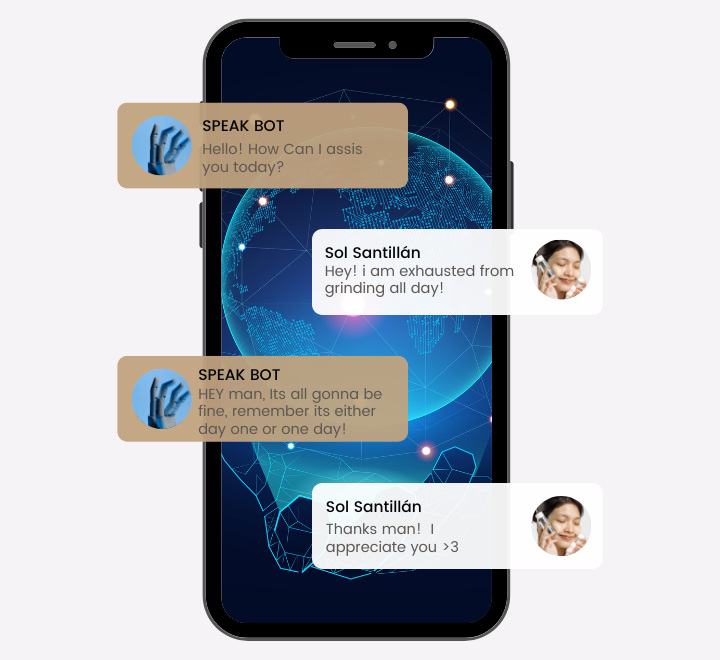 SPEAK BOT
Hello! How Can I assis
you today?
Sol Santillán
Hey! i am exhausted from
grinding all day!
SPEAK BOT
HEY man, Its all gonna be
fine, remember its either
day one or one day!
Sol Santillán
Thanks man!  I
appreciate you >3